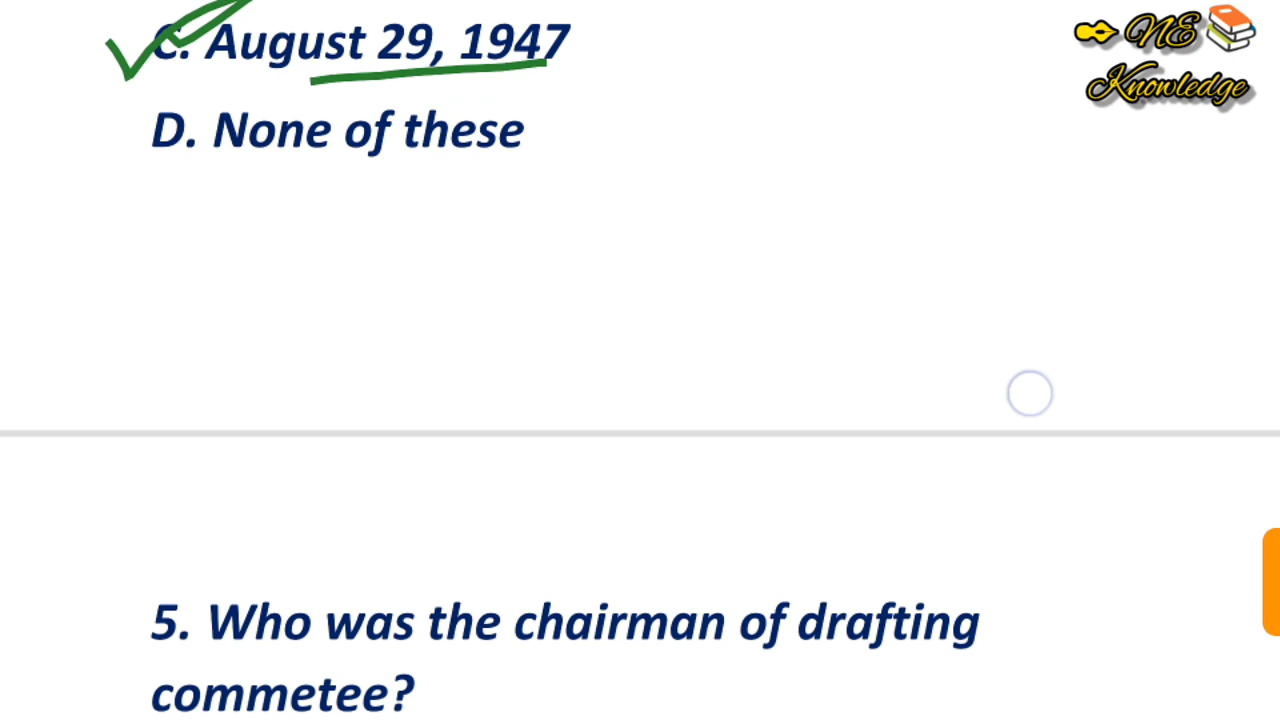 C. August 29, 1947
D. None of these
NE
Knowledge
5. Who was the chairman of drafting
commetee?